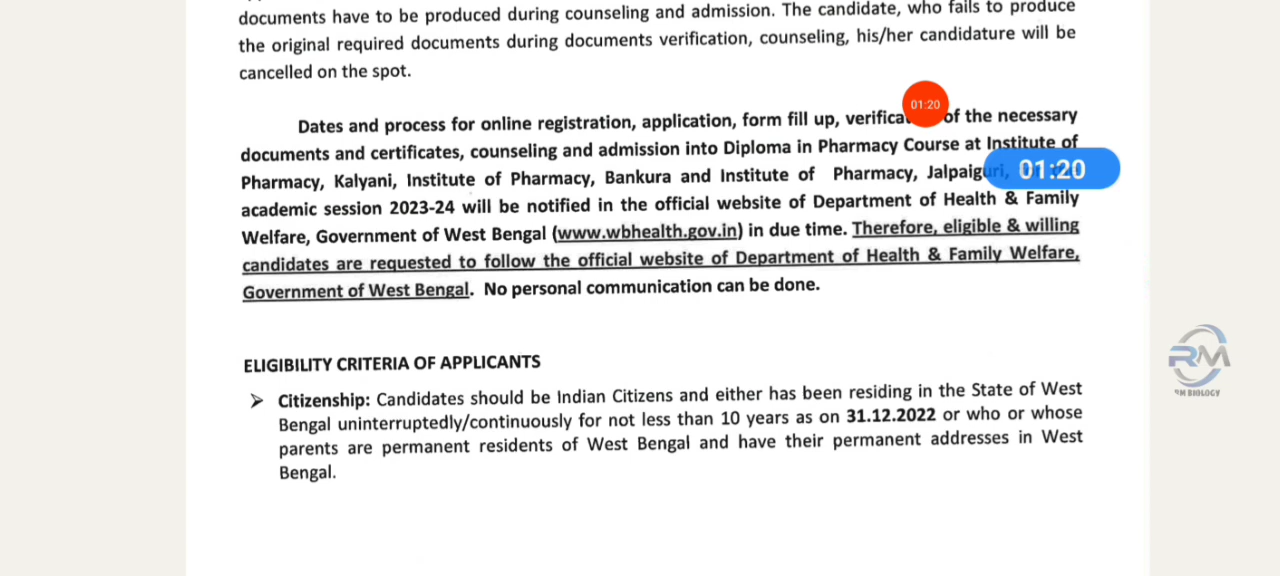 documents have to be produced during counseling and admission. The candidate, who fails to produce
the original required documents during documents verification, counseling, his/her candidature will be
cancelled on the spot.
Dates and process for online registration, application, form fill up, of the necessary
01:20
documents and certificates, counseling and admission into Diploma in Pharmacy Course at Institute of
Pharmacy, Kalyani, Institute of Pharmacy, Bankura and Institute of Pharmacy,
01:20
academic session 2023-24 will be notified in the official website of Department of Health & Family
Welfare, Government of West Bengal (www.wbhealth.gov.in) in due time. Therefore, eligible & willing
candidates are requested to follow the official website of Department of Health & Family Welfare,
Government of West Bengal. No personal communication can be done.
ELIGIBILITY CRITERIA OF APPLICANTS
➢ Citizenship: Candidates should be Indian Citizens and either has been residing in the State of West
Bengal uninterruptedly/continuously for not less than 10 years as on 31.12.2022 or who or whose
parents are permanent residents of West Bengal and have their permanent addresses in West
Bengal.
RM
RM BIOLOGY